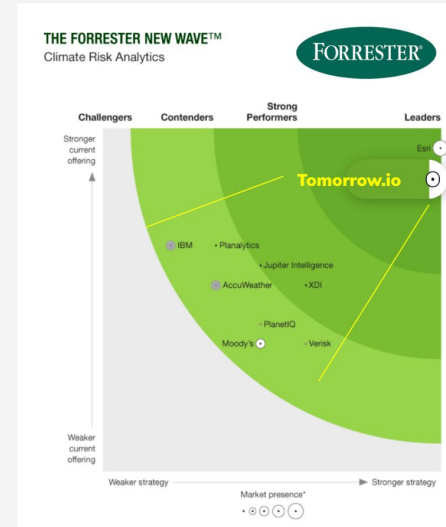 THE FORRESTER NEW WAVE™
Climate Risk Analytics
FORRESTER®
Challengers
Contenders
Strong
Performers
Leaders
Stronger
current
offering
Esri
Tomorrow.io
IBM
Planalytics
Jupiter Intelligence
AccuWeather
XDI
PlanetIQ
Moody's
Verisk
Weaker
current
offering
Weaker strategy
Stronger strategy
Market presence*